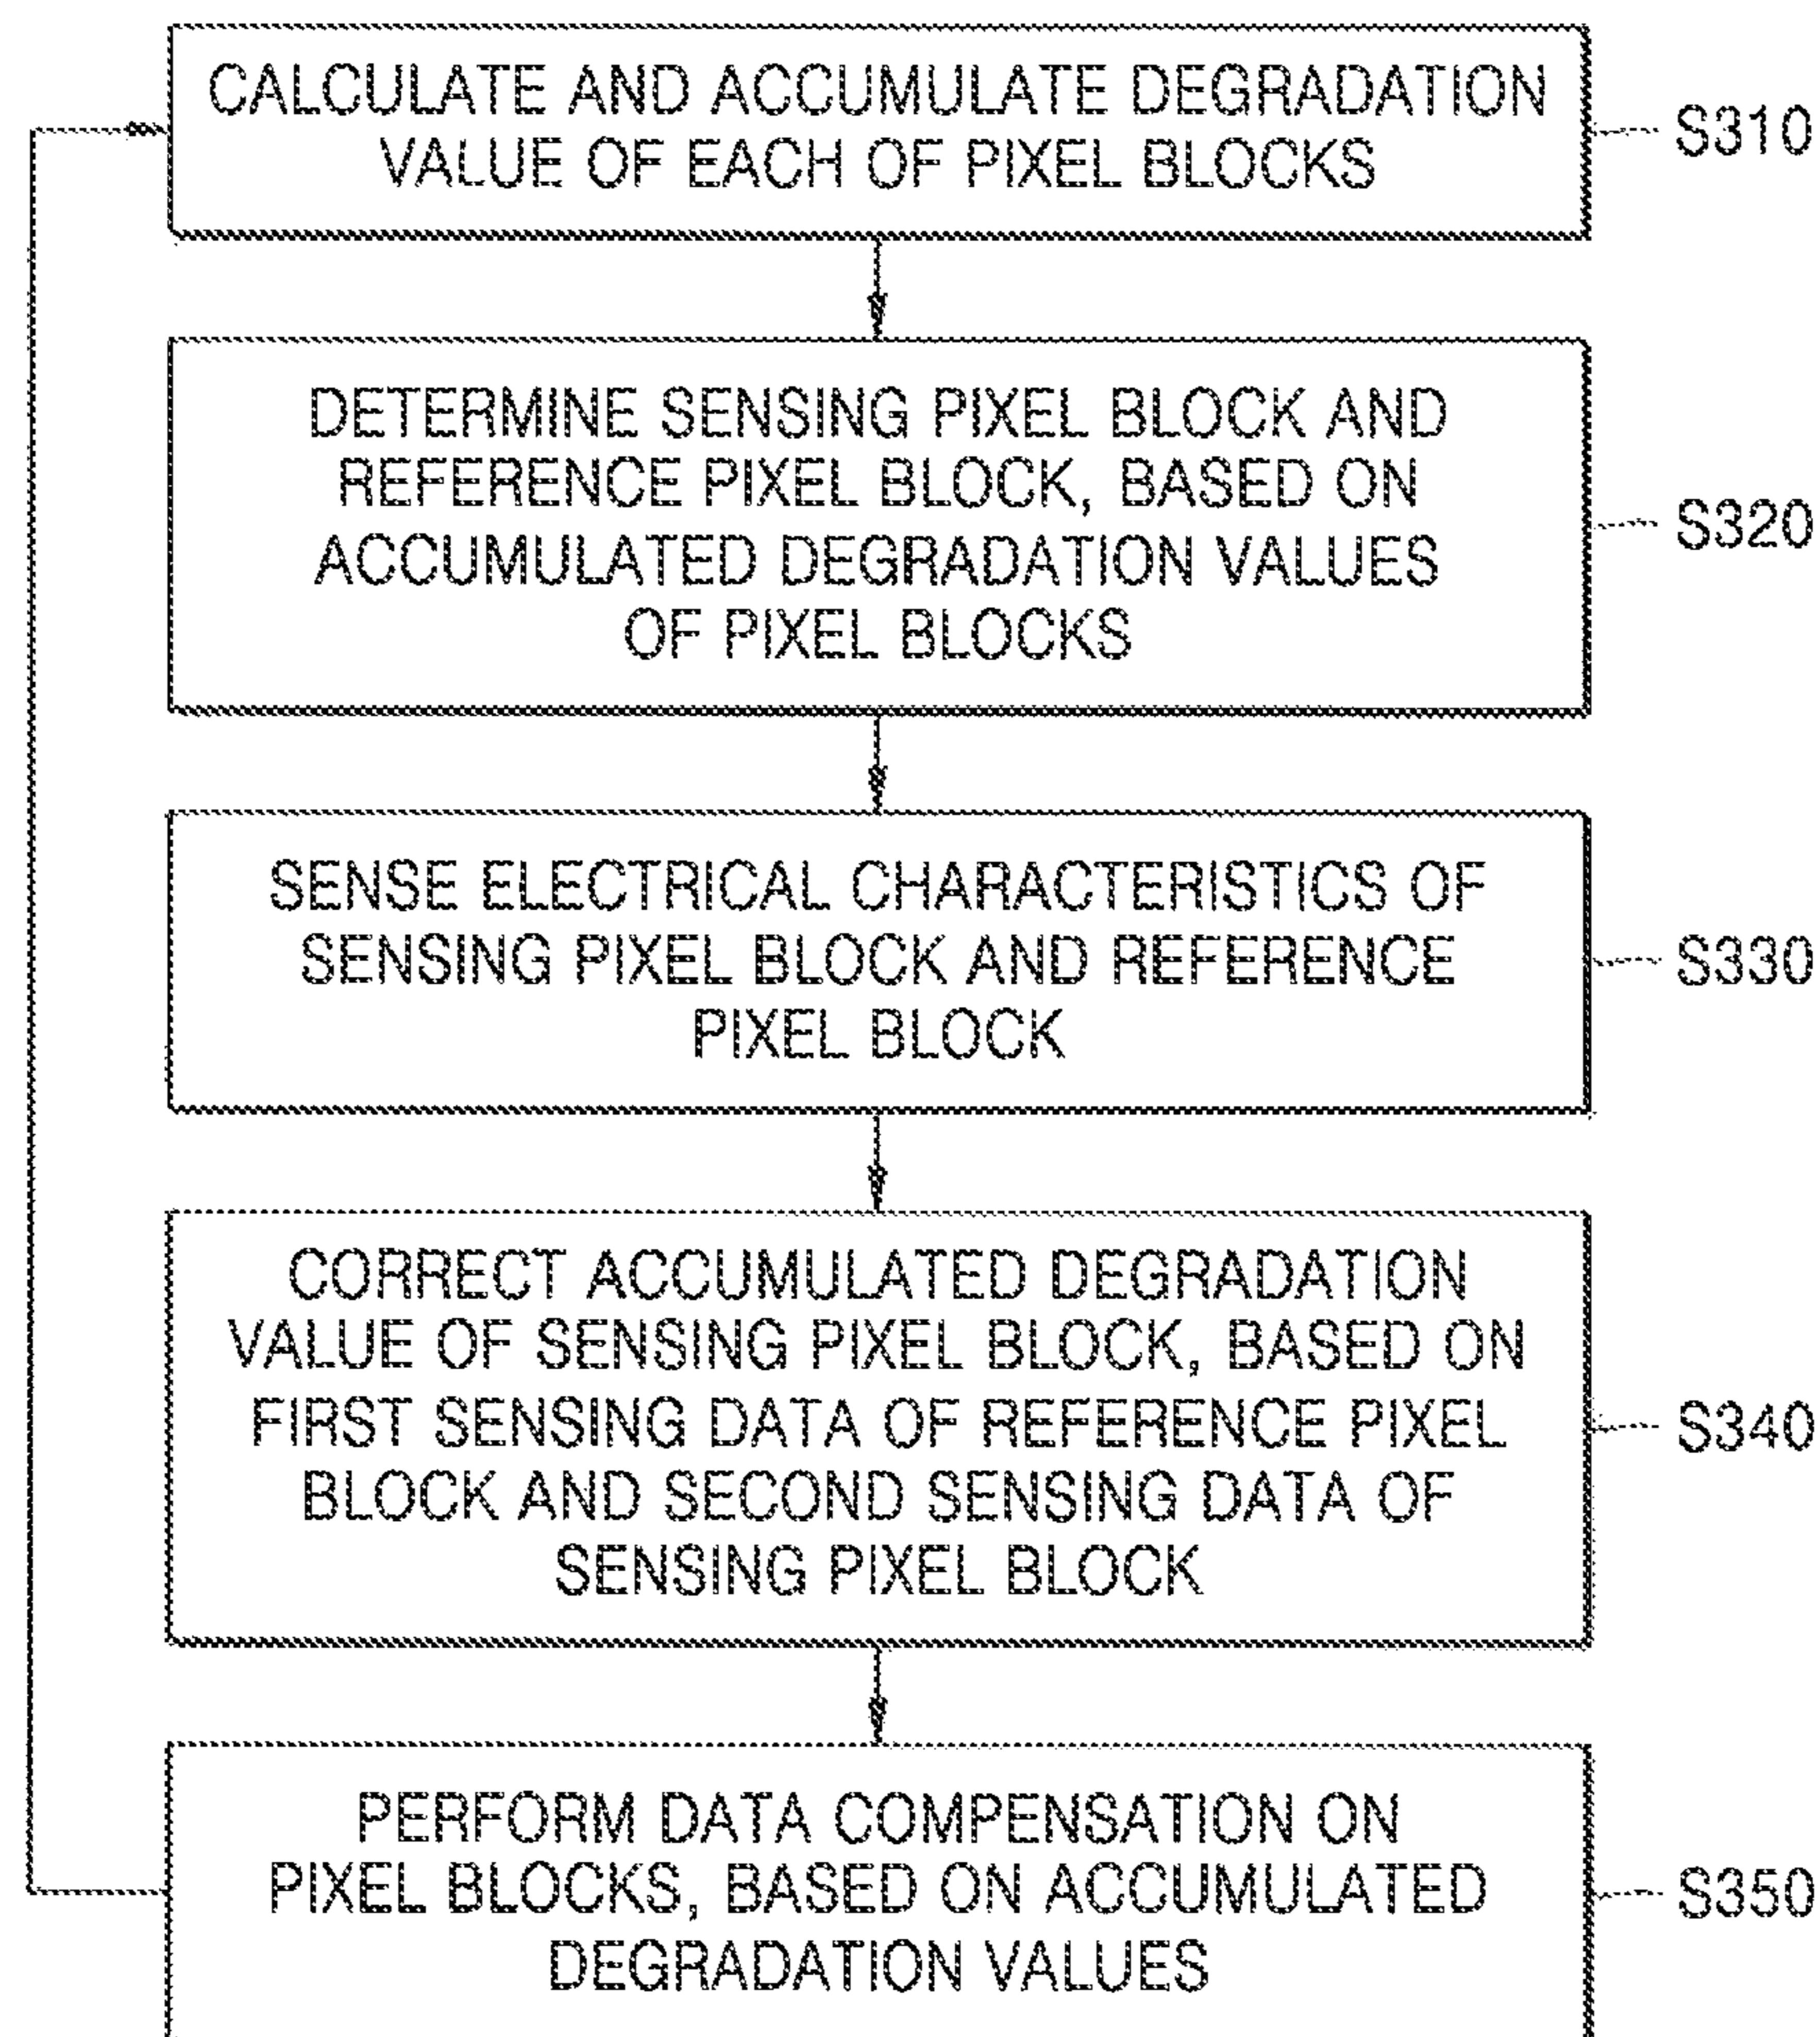 CALCULATE AND ACCUMULATE DEGRADATION
VALUE OF EACH OF PIXEL BLOCKS
S310
DETERMINE SENSING PIXEL BLOCK AND
REFERENCE PIXEL BLOCK, BASED ON
ACCUMULATED DEGRADATION VALUES
OF PIXEL BLOCKS
S320
SENSE ELECTRICAL CHARACTERISTICS OF
SENSING PIXEL BLOCK AND REFERENCE
PIXEL BLOCK
S330
CORRECT ACCUMULATED DEGRADATION
VALUE OF SENSING PIXEL BLOCK, BASED ON
FIRST SENSING DATA OF REFERENCE PIXEL
BLOCK AND SECOND SENSING DATA OF
SENSING PIXEL BLOCK
S340
PERFORM DATA COMPENSATION ON
PIXEL BLOCKS, BASED ON ACCUMULATED
DEGRADATION VALUES
S350